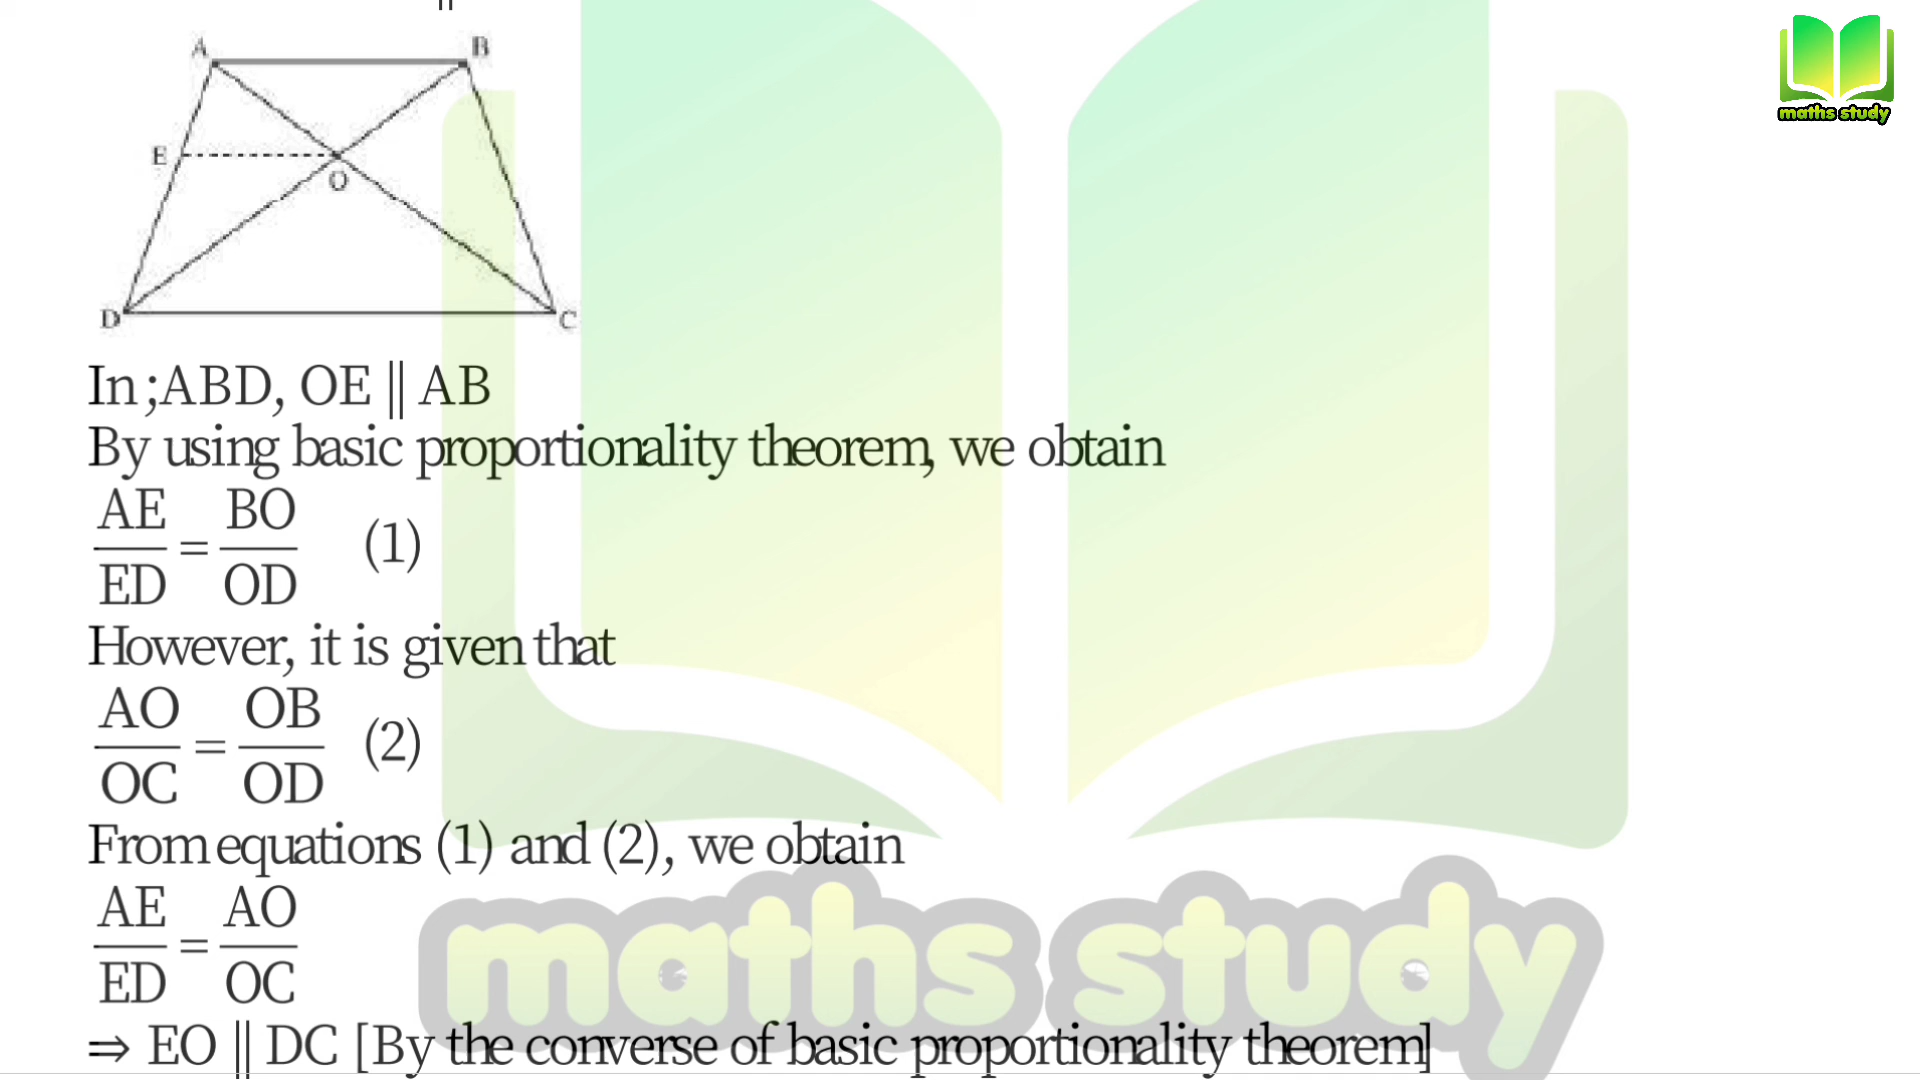 ||
A B
E
O
D C
maths study
In ;ABD, OE || AB
By using basic proportionality theorem, we obtain
AE/ED = BO/OD (1)
However, it is given that
AO/OC = OB/OD (2)
From equations (1) and (2), we obtain
AE/ED = AO/OC
⇒ EO || DC [By the converse of basic proportionality theorem]
maths study